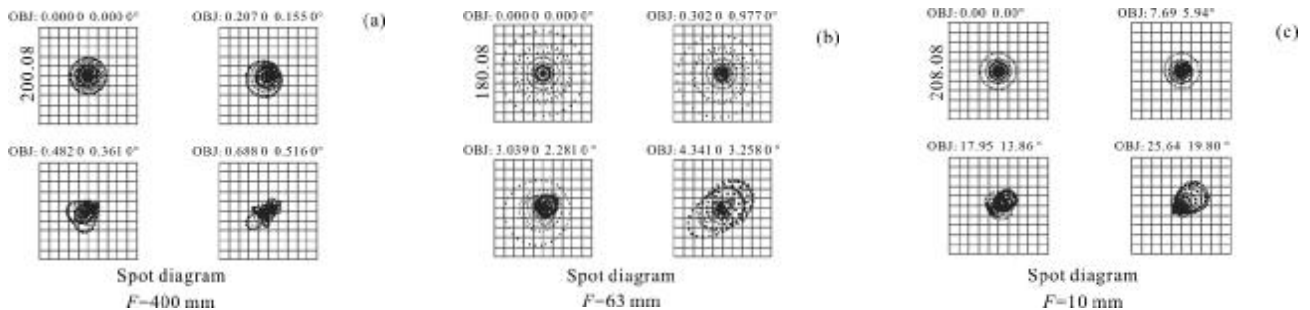 OBJ: 0.000 0 0.000 0°
OBJ: 0.207 0 0.155 0°
(a)
200.08
OBJ: 0.482 0 0.361 0°
OBJ: 0.688 0 0.516 0°
Spot diagram
F=400 mm
OBJ: 0.000 0 0.000 0°
OBJ: 0.302 0 0.977 0°
(b)
180.08
OBJ: 3.039 0 2.281 0°
OBJ: 4.341 0 3.258 0°
Spot diagram
F=63 mm
OBJ: 0.00 0.00°
OBJ: 7.69 5.94°
(c)
208.08
OBJ: 17.95 13.86°
OBJ: 25.64 19.80°
Spot diagram
F=10 mm